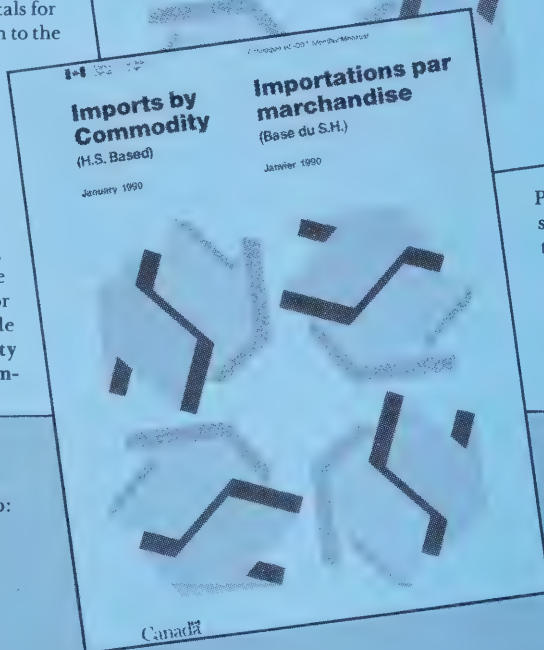 tals for
n to the
Imports by
Commodity
(H.S. Based)
January 1990
Importations par
marchandise
(Base du S.H.)
Janvier 1990
e
or
le
ty
n-
o:
P
s
t
Canada